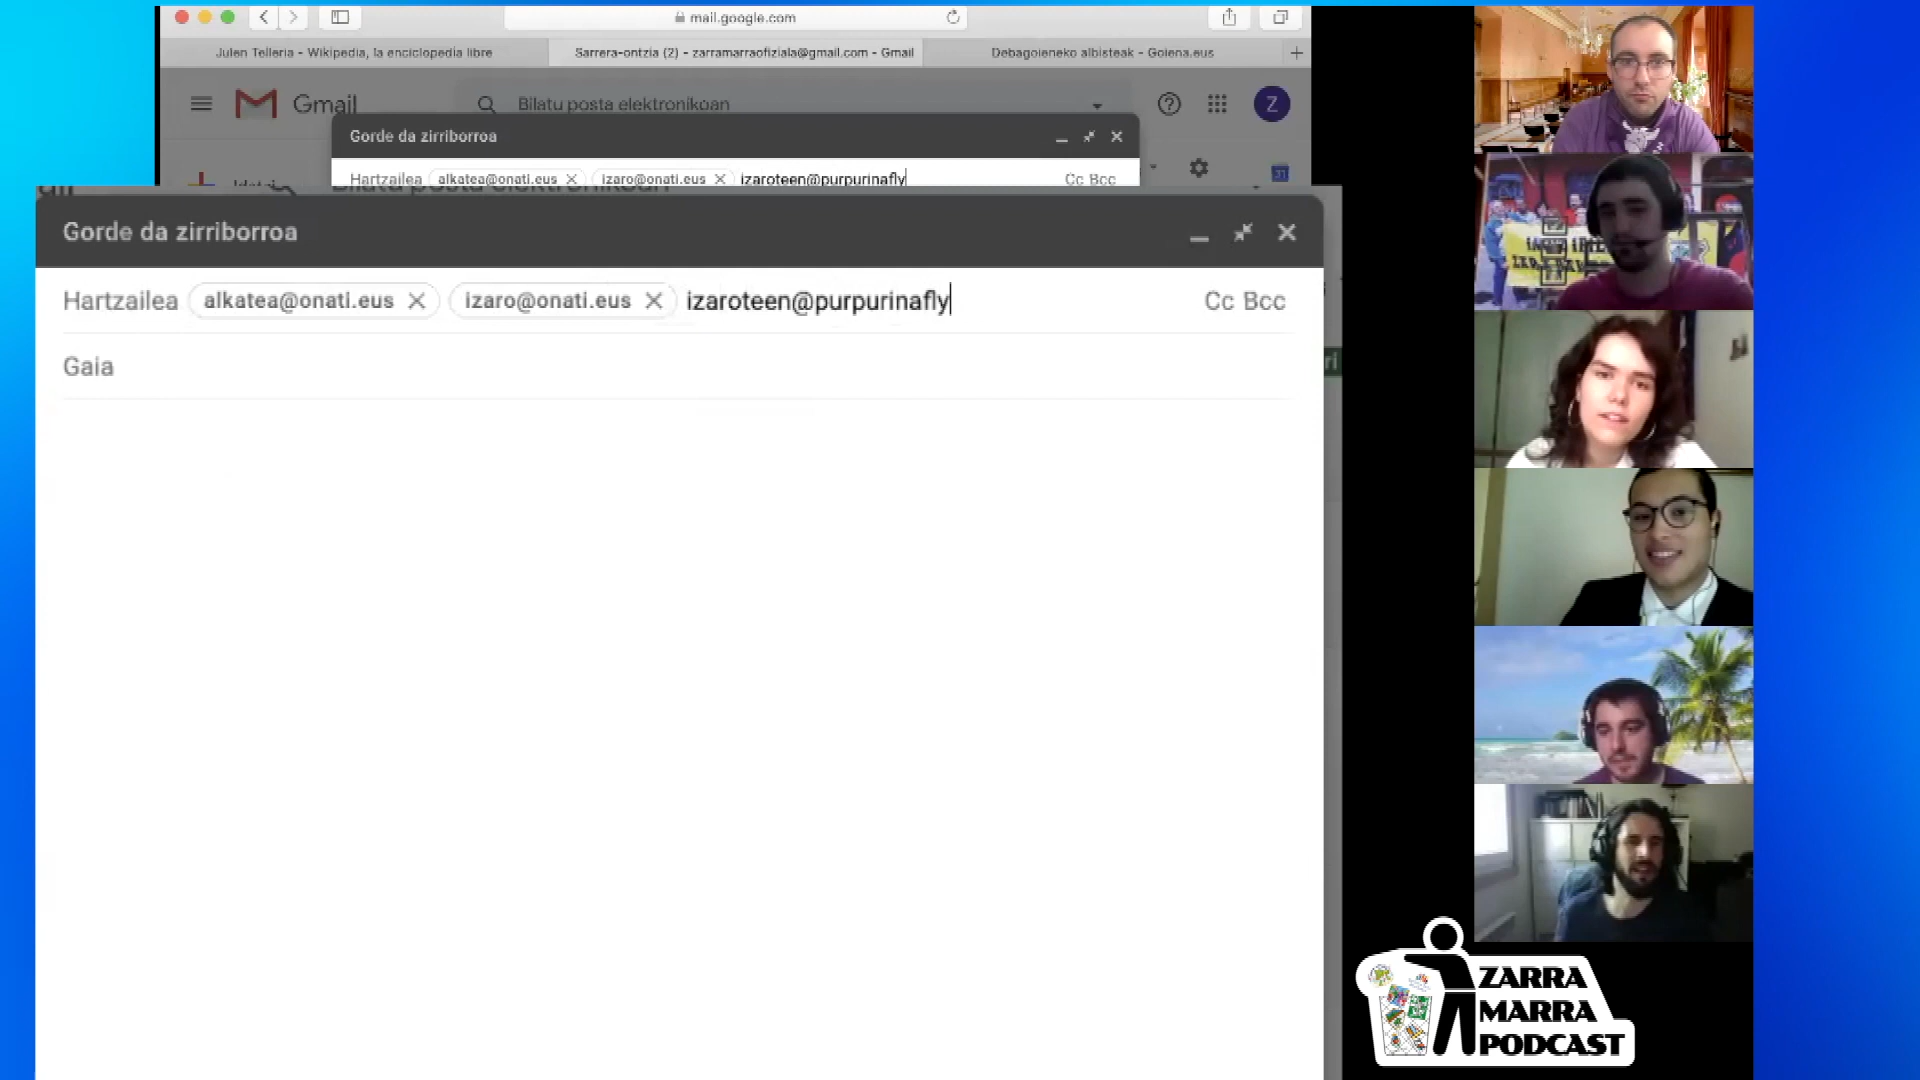 mail.google.com
Julen Telleria - Wikipedia, la enciclopedia libre
Sarrera-ontzia (2) - zarramarraofiziala@gmail.com - Gmail
Debagoieneko albisteak - Goiena.eus
Gmail
Bilatu posta elektronikoan
Z
Gorde da zirriborroa
Hartzailea alkatea@onati.eus izaro@onati.eus izaroteen@purpurinafly Cc Bcc
31
Gorde da zirriborroa
Hartzailea alkatea@onati.eus izaro@onati.eus izaroteen@purpurinafly Cc Bcc
Gaia
ZARRA
MARRA
PODCAST